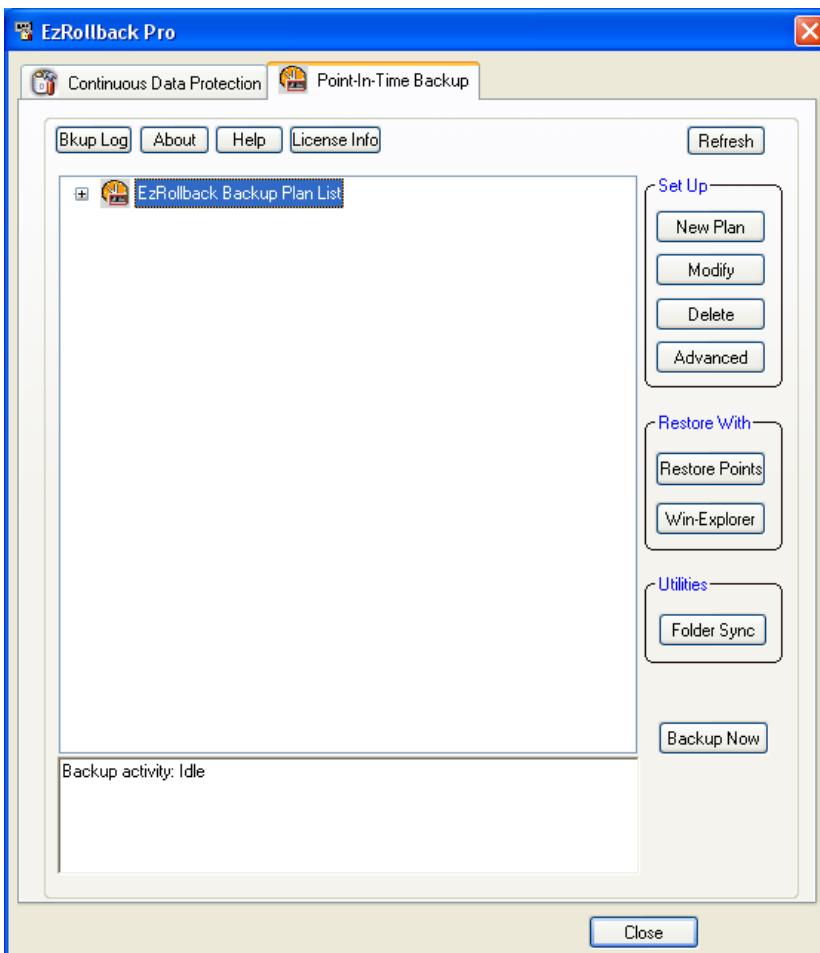 EzRollback Pro
Continuous Data Protection
Point-In-Time Backup
Bkup Log
About
Help
License Info
Refresh
EzRollback Backup Plan List
Set Up
New Plan
Modify
Delete
Advanced
Restore With
Restore Points
Win-Explorer
Utilities
Folder Sync
Backup Now
Backup activity: Idle
Close